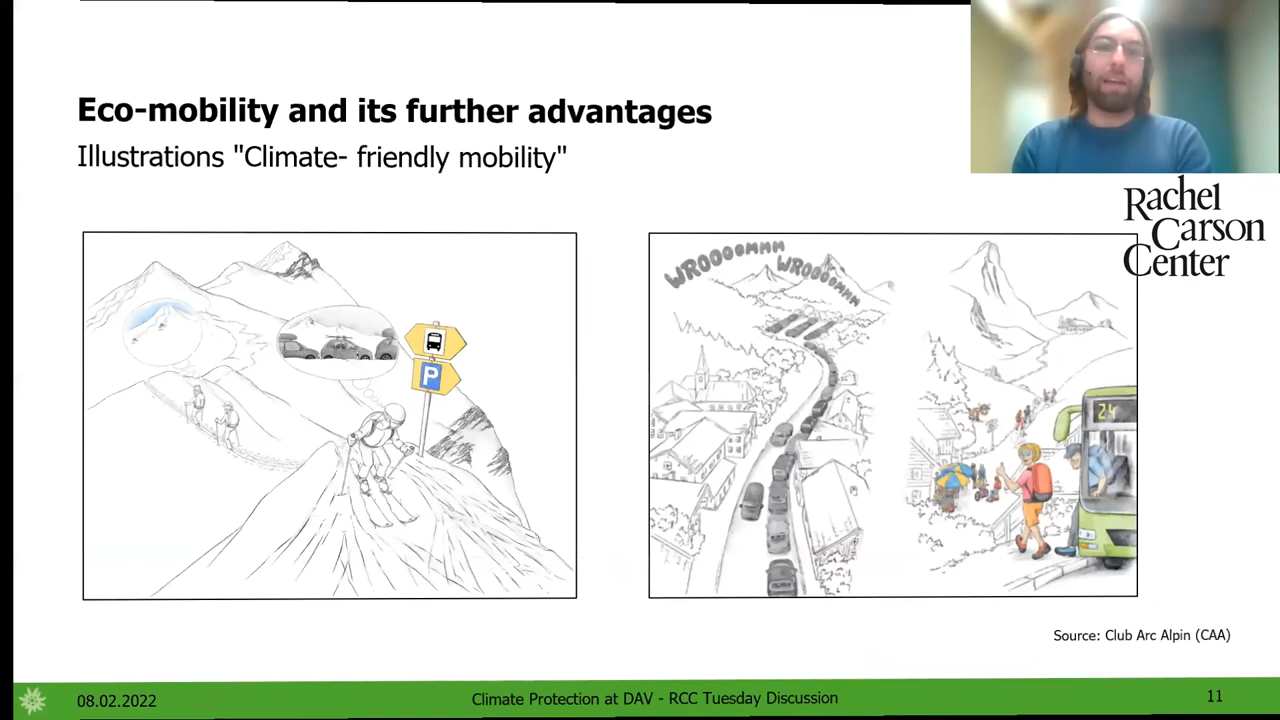 Eco-mobility and its further advantages
Illustrations "Climate- friendly mobility"
Rachel
Carson
Center
P
WROOOOMMM
WROOOOMMM
24
Source: Club Arc Alpin (CAA)
08.02.2022
Climate Protection at DAV - RCC Tuesday Discussion
11